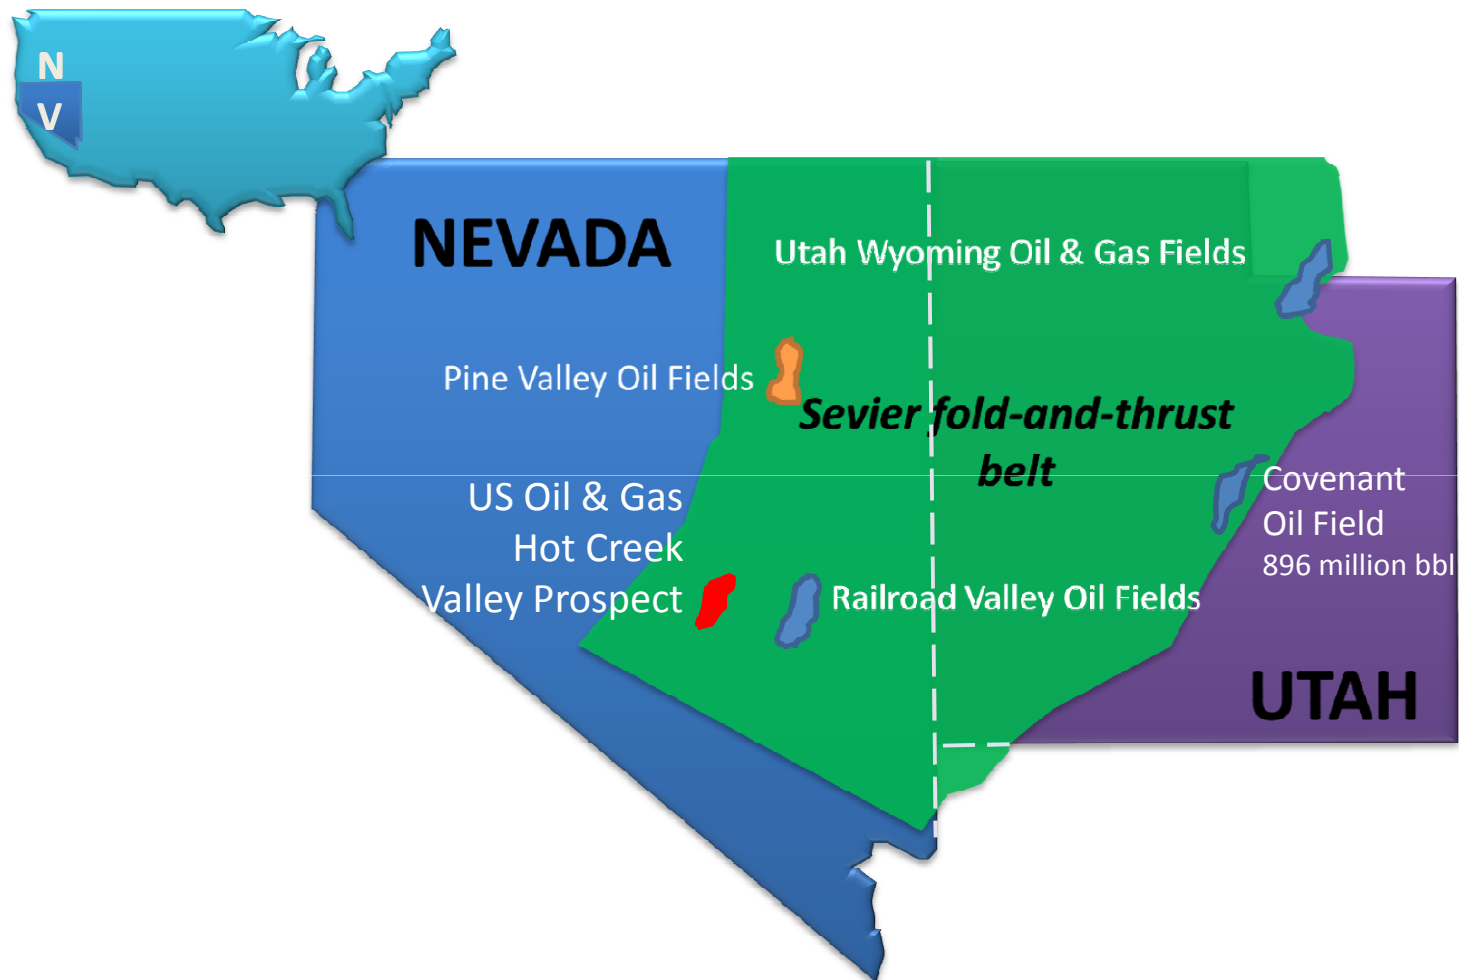 N
V
NEVADA
Utah Wyoming Oil & Gas Fields
Pine Valley Oil Fields
Sevier fold-and-thrust
belt
US Oil & Gas
Hot Creek
Valley Prospect
Covenant
Oil Field
896 million bbl
Railroad Valley Oil Fields
UTAH